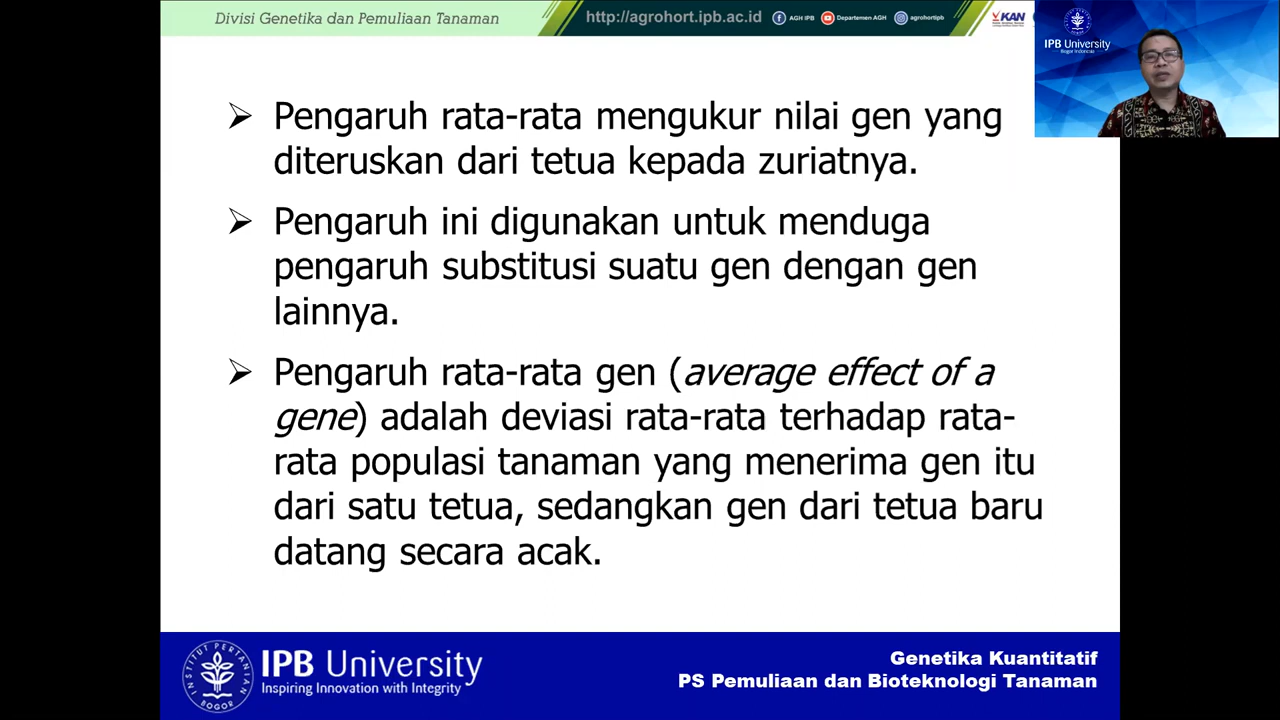 Divisi Genetika dan Pemuliaan Tanaman
http://agrohort.ipb.ac.id
AGH IPB
Departemen AGH
agrohortipb
KAN
IPB University
Bogor Indonesia
➢ Pengaruh rata-rata mengukur nilai gen yang
diteruskan dari tetua kepada zuriatnya.
➢ Pengaruh ini digunakan untuk menduga
pengaruh substitusi suatu gen dengan gen
lainnya.
➢ Pengaruh rata-rata gen (average effect of a
gene) adalah deviasi rata-rata terhadap rata-
rata populasi tanaman yang menerima gen itu
dari satu tetua, sedangkan gen dari tetua baru
datang secara acak.
INSTITUT PERTANIAN
BOGOR
IPB University
Inspiring Innovation with Integrity
Genetika Kuantitatif
PS Pemuliaan dan Bioteknologi Tanaman